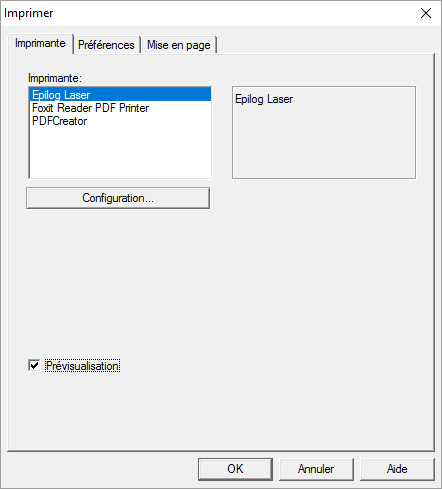 Imprimer
Imprimante Préférences Mise en page
Imprimante:
Epilog Laser
Foxit Reader PDF Printer
PDFCreator
Epilog Laser
Configuration...
Prévisualisation
OK Annuler Aide